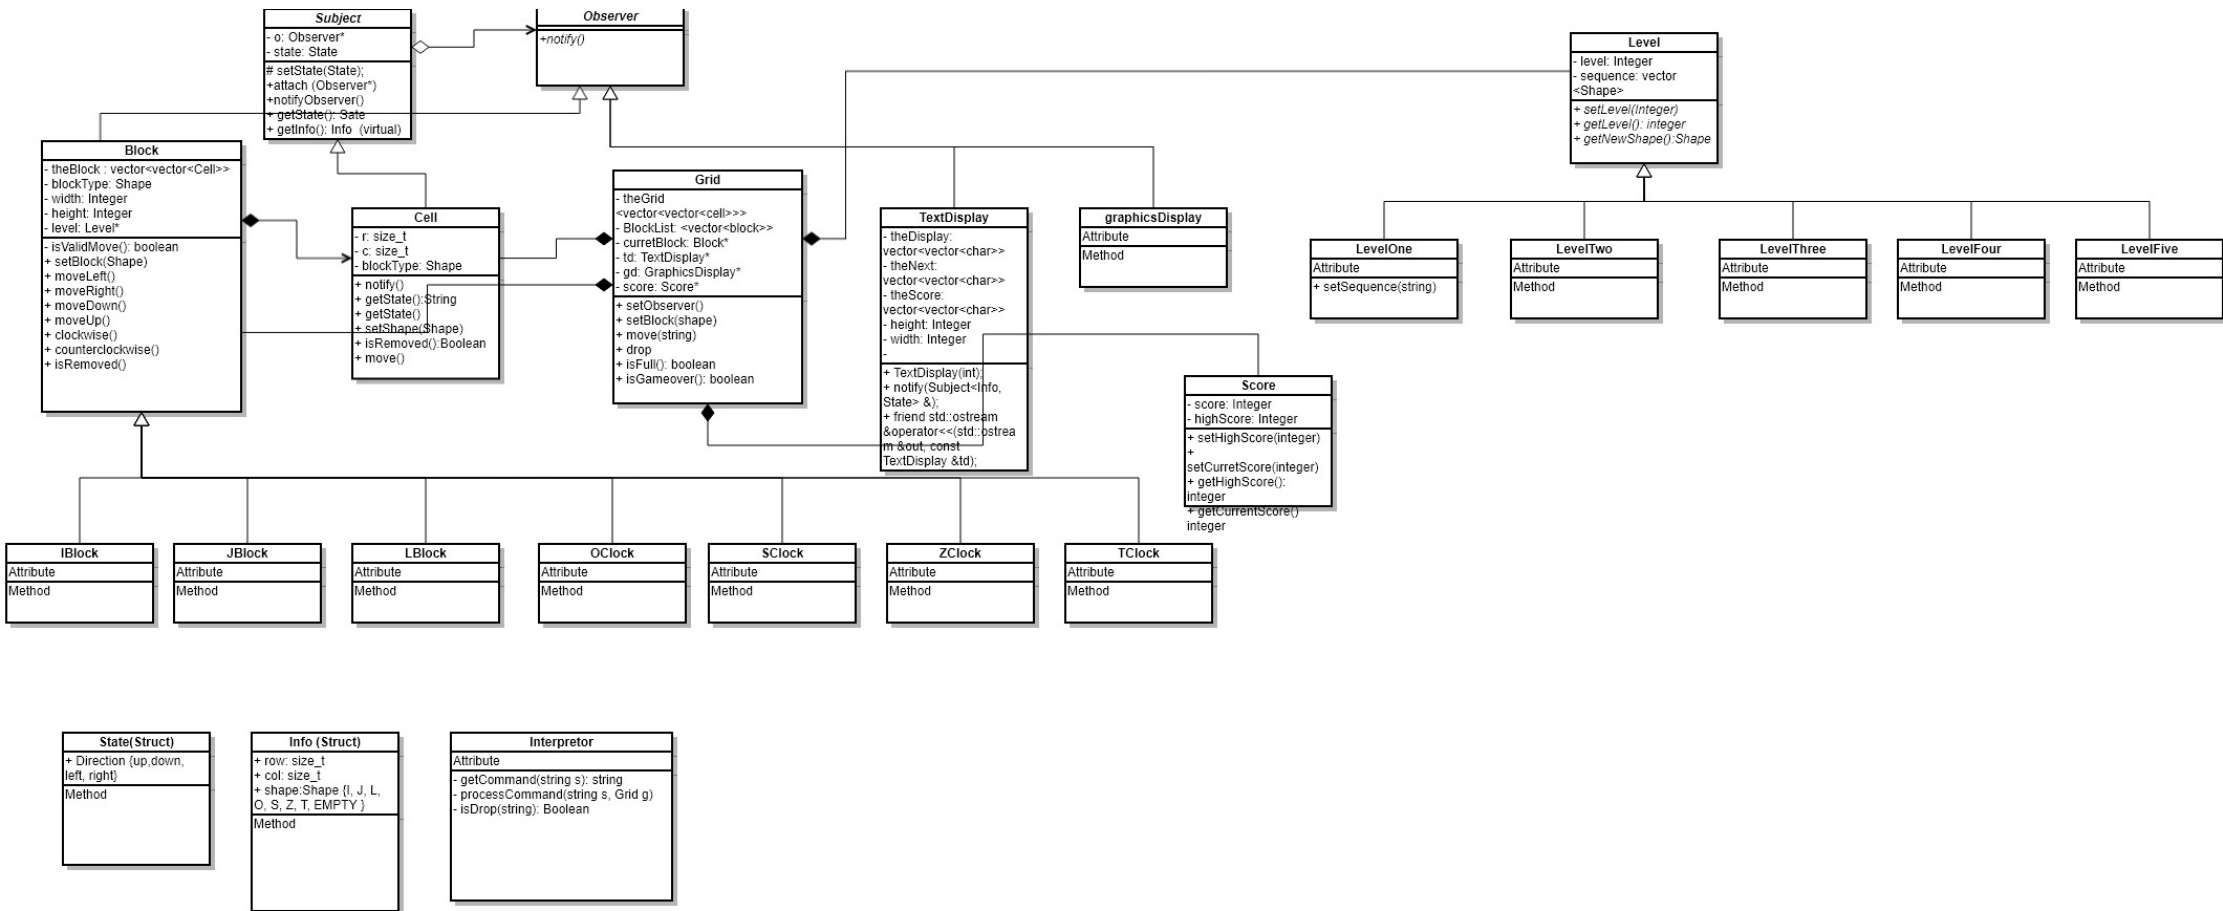 Subject
- o: Observer*
- state: State
# setState(State);
+attach (Observer*)
+notifyObserver()
+ getState(): Sate
+ getInfo(): Info (virtual)
Observer
+notify()
Level
- level: Integer
- sequence: vector
<Shape>
+ setLevel(Integer)
+ getLevel(): integer
+ getNewShape():Shape
Block
- theBlock : vector<vector<Cell>>
- blockType: Shape
- width: Integer
- height: Integer
- level: Level*
- isValidMove(): boolean
+ setBlock(Shape)
+ moveLeft()
+ moveRight()
+ moveDown()
+ moveUp()
+ clockwise()
+ counterclockwise()
+ isRemoved()
Cell
- r: size_t
- c: size_t
- blockType: Shape
+ notify()
+ getState():String
+ getState()
+ setShape(Shape)
+ isRemoved():Boolean
+ move()
Grid
- theGrid
<vector<vector<cell>>>
- BlockList: <vector<block>>
- curretBlock: Block*
- td: TextDisplay*
- gd: GraphicsDisplay*
- score: Score*
+ setObserver()
+ setBlock(shape)
+ move(string)
+ drop
+ isFull(): boolean
+ isGameover(): boolean
TextDisplay
- theDisplay:
vector<vector<char>>
- theNext:
vector<vector<char>>
- theScore:
vector<vector<char>>
- height: Integer
- width: Integer
-
+ TextDisplay(int);
+ notify(Subject<Info,
State> &);
+ friend std::ostream
&operator<<(std::ostrea
m &out, const
TextDisplay &td);
graphicsDisplay
Attribute
Method
LevelOne
Attribute
+ setSequence(string)
LevelTwo
Attribute
Method
LevelThree
Attribute
Method
LevelFour
Attribute
Method
LevelFive
Attribute
Method
Score
- score: Integer
- highScore: Integer
+ setHighScore(integer)
+
setCurretScore(integer)
+ getHighScore():
integer
+ getCurrentScore()
integer
IBlock
Attribute
Method
JBlock
Attribute
Method
LBlock
Attribute
Method
OClock
Attribute
Method
SClock
Attribute
Method
ZClock
Attribute
Method
TClock
Attribute
Method
State(Struct)
+ Direction {up,down,
left, right}
Method
Info (Struct)
+ row: size_t
+ col: size_t
+ shape:Shape {I, J, L,
O, S, Z, T, EMPTY }
Method
Interpretor
Attribute
- getCommand(string s): string
- processCommand(string s, Grid g)
- isDrop(string): Boolean